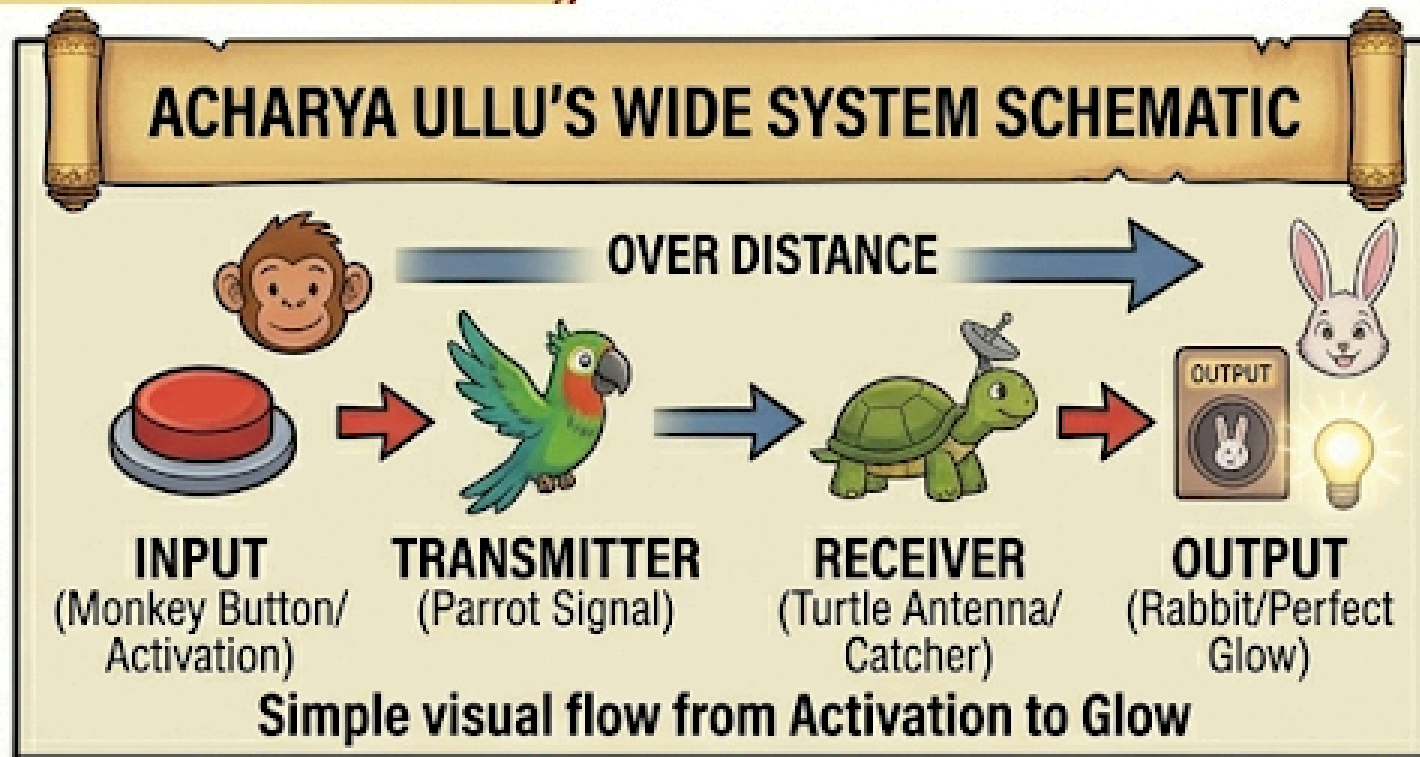 ACHARYA ULLU'S WIDE SYSTEM SCHEMATIC
OVER DISTANCE
OUTPUT
INPUT
(Monkey Button/
Activation)
TRANSMITTER
(Parrot Signal)
RECEIVER
(Turtle Antenna/
Catcher)
OUTPUT
(Rabbit/Perfect
Glow)
Simple visual flow from Activation to Glow